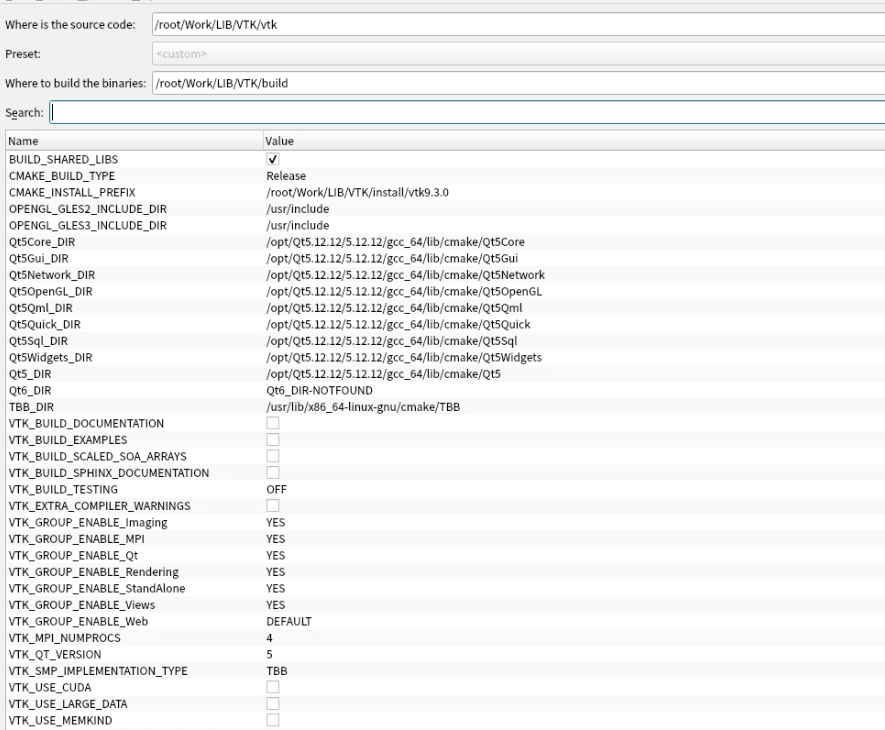 Where is the source code: /root/Work/LIB/VTK/vtk
Preset: <custom>
Where to build the binaries: /root/Work/LIB/VTK/build
Search:
Name Value
BUILD_SHARED_LIBS
CMAKE_BUILD_TYPE Release
CMAKE_INSTALL_PREFIX /root/Work/LIB/VTK/install/vtk9.3.0
OPENGL_GLES2_INCLUDE_DIR /usr/include
OPENGL_GLES3_INCLUDE_DIR /usr/include
Qt5Core_DIR /opt/Qt5.12.12/5.12.12/gcc_64/lib/cmake/Qt5Core
Qt5Gui_DIR /opt/Qt5.12.12/5.12.12/gcc_64/lib/cmake/Qt5Gui
Qt5Network_DIR /opt/Qt5.12.12/5.12.12/gcc_64/lib/cmake/Qt5Network
Qt5OpenGL_DIR /opt/Qt5.12.12/5.12.12/gcc_64/lib/cmake/Qt5OpenGL
Qt5Qml_DIR /opt/Qt5.12.12/5.12.12/gcc_64/lib/cmake/Qt5Qml
Qt5Quick_DIR /opt/Qt5.12.12/5.12.12/gcc_64/lib/cmake/Qt5Quick
Qt5Sql_DIR /opt/Qt5.12.12/5.12.12/gcc_64/lib/cmake/Qt5Sql
Qt5Widgets_DIR /opt/Qt5.12.12/5.12.12/gcc_64/lib/cmake/Qt5Widgets
Qt5_DIR /opt/Qt5.12.12/5.12.12/gcc_64/lib/cmake/Qt5
Qt6_DIR Qt6_DIR-NOTFOUND
TBB_DIR /usr/lib/x86_64-linux-gnu/cmake/TBB
VTK_BUILD_DOCUMENTATION
VTK_BUILD_EXAMPLES
VTK_BUILD_SCALED_SOA_ARRAYS
VTK_BUILD_SPHINX_DOCUMENTATION
VTK_BUILD_TESTING OFF
VTK_EXTRA_COMPILER_WARNINGS
VTK_GROUP_ENABLE_Imaging YES
VTK_GROUP_ENABLE_MPI YES
VTK_GROUP_ENABLE_Qt YES
VTK_GROUP_ENABLE_Rendering YES
VTK_GROUP_ENABLE_StandAlone YES
VTK_GROUP_ENABLE_Views YES
VTK_GROUP_ENABLE_Web DEFAULT
VTK_MPI_NUMPROCS 4
VTK_QT_VERSION 5
VTK_SMP_IMPLEMENTATION_TYPE TBB
VTK_USE_CUDA
VTK_USE_LARGE_DATA
VTK_USE_MEMKIND